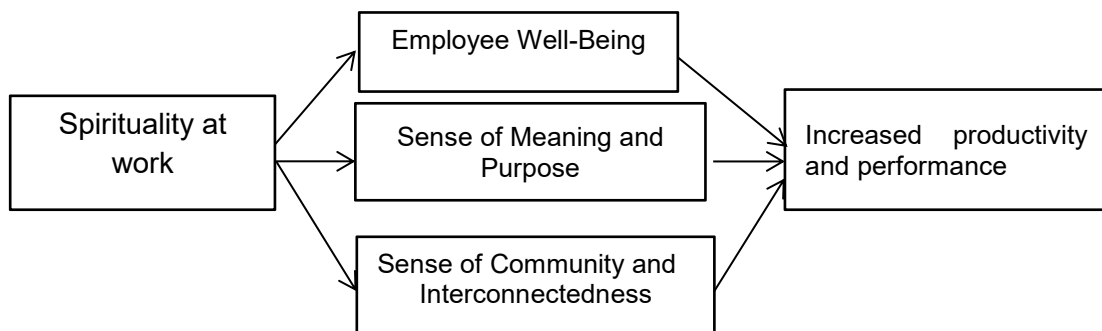 Employee Well-Being
Spirituality at
work
Sense of Meaning and
Purpose
Increased productivity
and performance
Sense of Community and
Interconnectedness